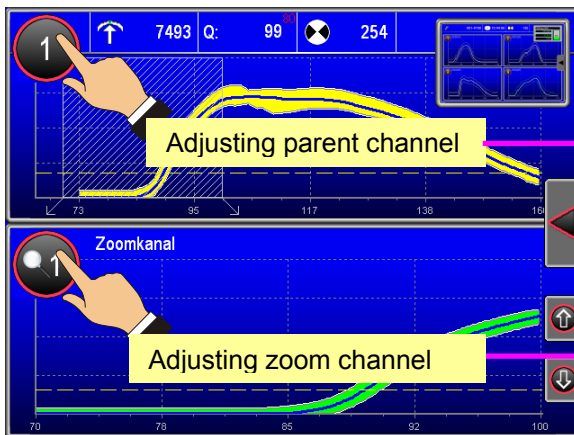 1 7493 Q: 99 80 254
Adjusting parent channel
73 95 117 138 160
1 Zoomkanal
Adjusting zoom channel
70 78 85 92 100